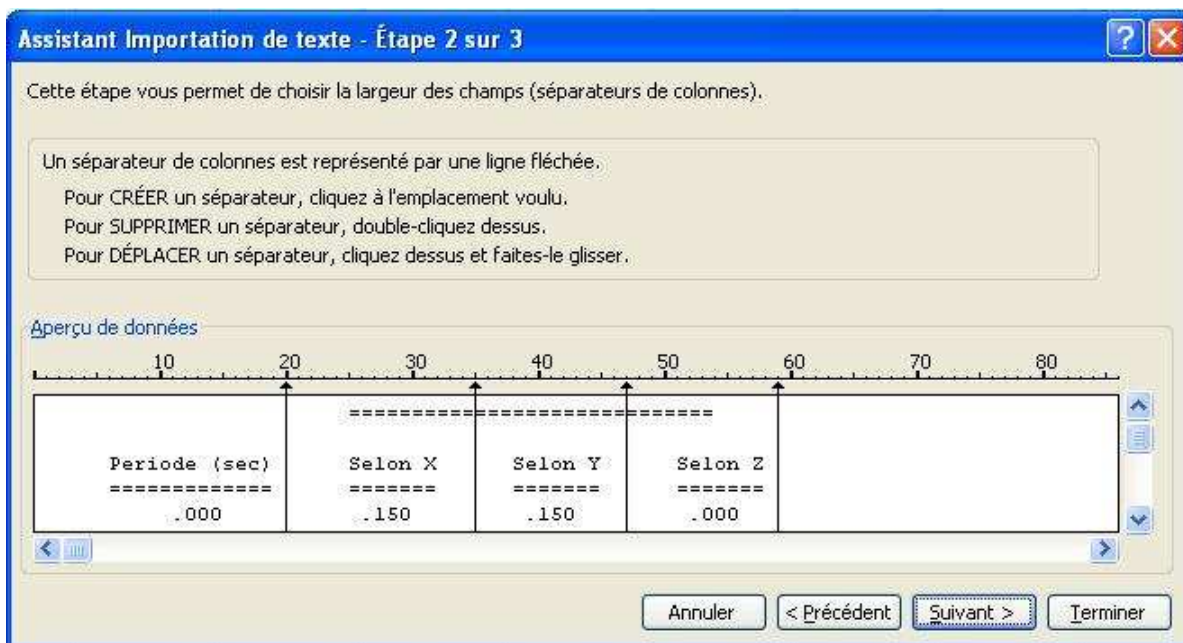 Assistant Importation de texte - Étape 2 sur 3
Cette étape vous permet de choisir la largeur des champs (séparateurs de colonnes).
Un séparateur de colonnes est représenté par une ligne fléchée.
Pour CRÉER un séparateur, cliquez à l'emplacement voulu.
Pour SUPPRIMER un séparateur, double-cliquez dessus.
Pour DÉPLACER un séparateur, cliquez dessus et faites-le glisser.
Aperçu de données
10 20 30 40 50 60 70 80
=============================
Periode (sec) Selon X Selon Y Selon Z
============= ======= ======= =======
.000 .150 .150 .000
Annuler < Précédent Suivant > Terminer